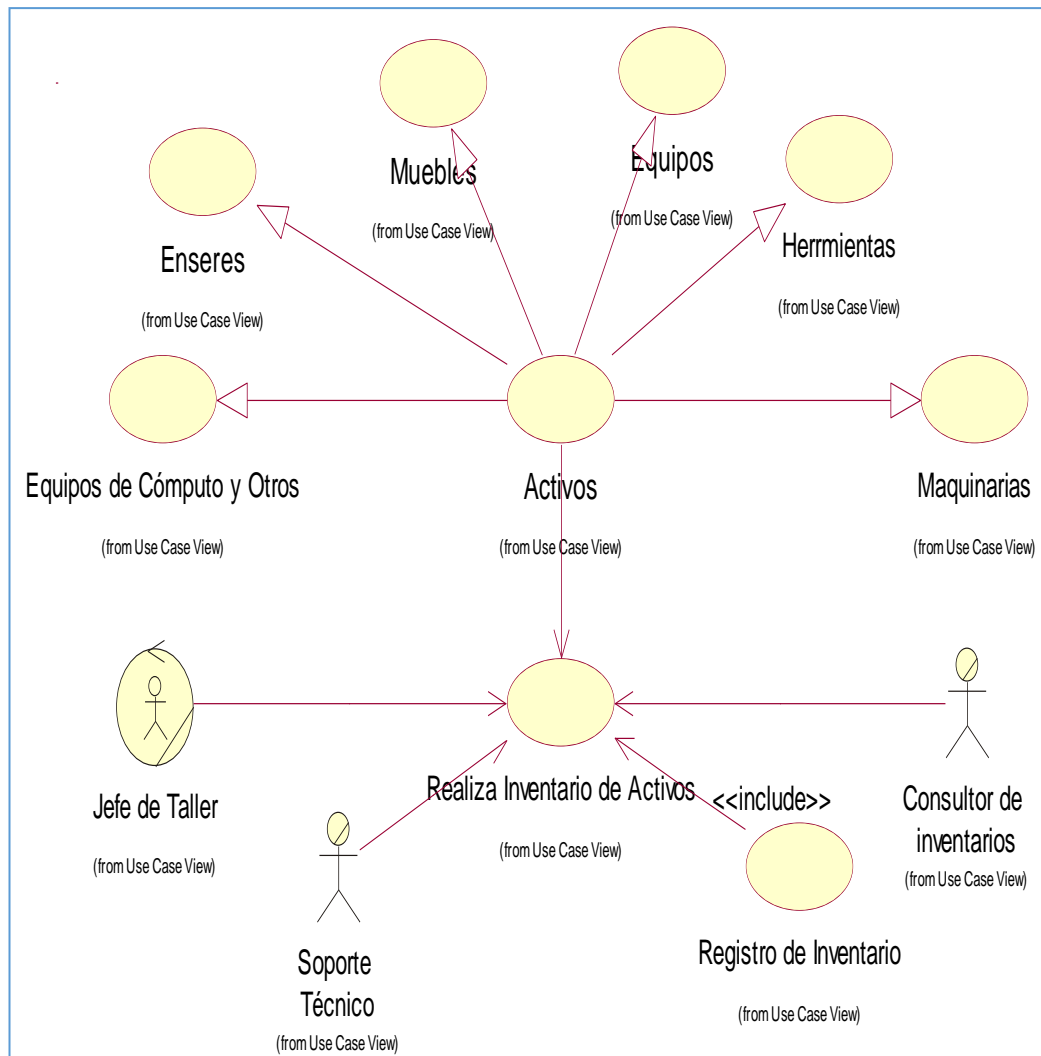 Muebles
(from Use Case View)
Equipos
(from Use Case View)
Enseres
(from Use Case View)
Herrmientas
(from Use Case View)
Equipos de Cómputo y Otros
(from Use Case View)
Activos
(from Use Case View)
Maquinarias
(from Use Case View)
Jefe de Taller
(from Use Case View)
Realiza Inventario de Activos
(from Use Case View)
<<include>>
Consultor de
inventarios
(from Use Case View)
Soporte
Técnico
(from Use Case View)
Registro de Inventario
(from Use Case View)